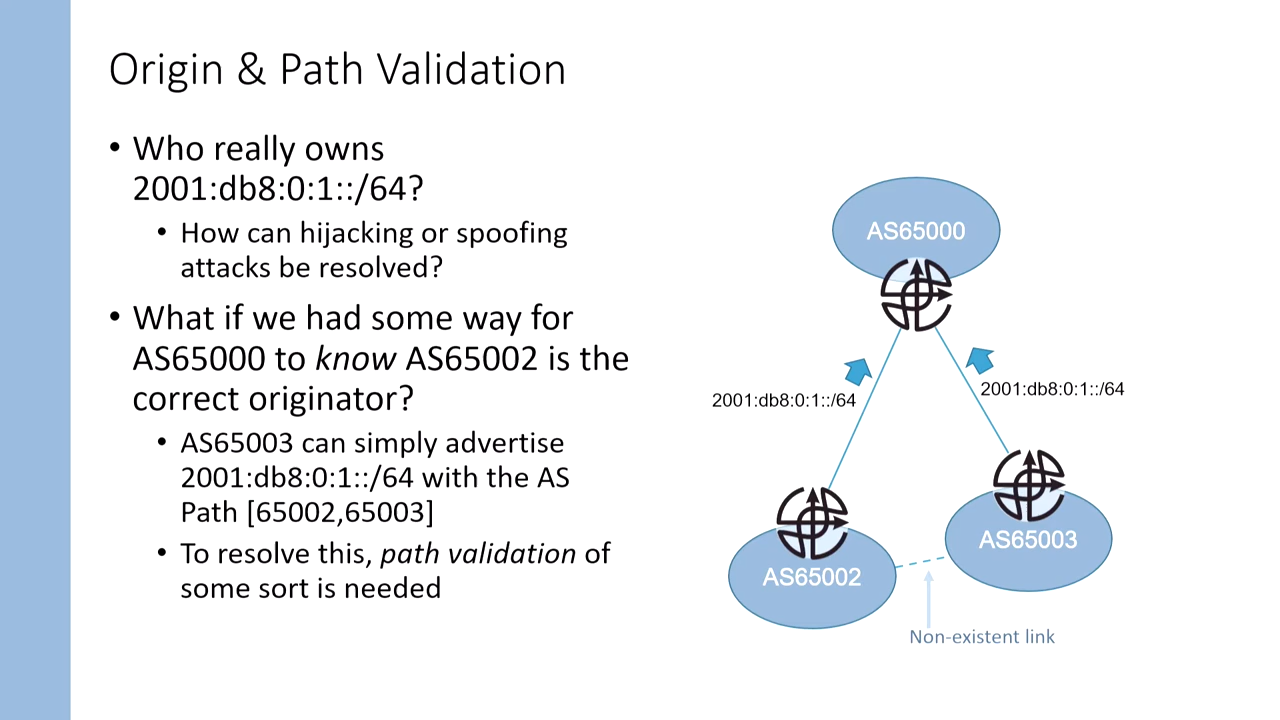 Origin & Path Validation
• Who really owns
2001:db8:0:1::/64?
• How can hijacking or spoofing
attacks be resolved?
• What if we had some way for
AS65000 to know AS65002 is the
correct originator?
• AS65003 can simply advertise
2001:db8:0:1::/64 with the AS
Path [65002,65003]
• To resolve this, path validation of
some sort is needed
AS65000
2001:db8:0:1::/64
2001:db8:0:1::/64
AS65003
AS65002
Non-existent link